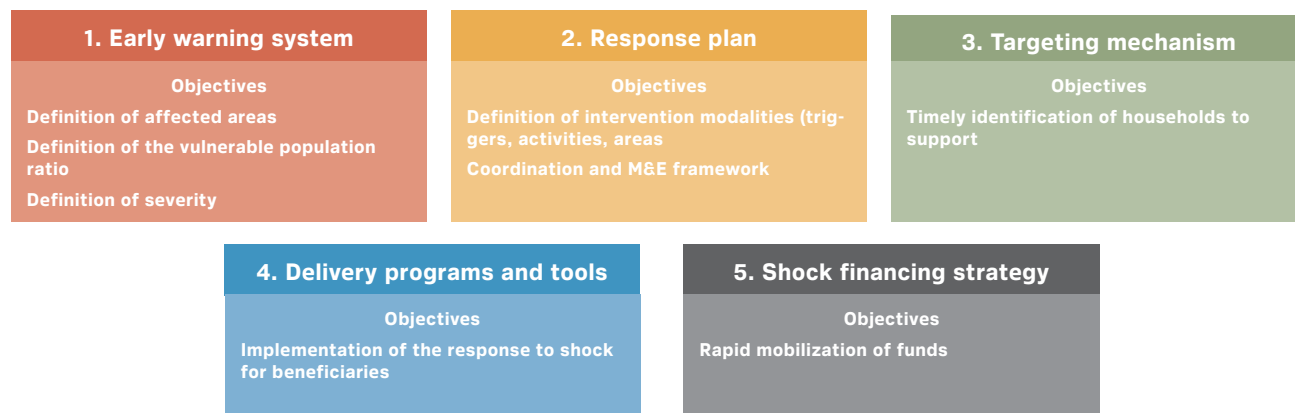 1. Early warning system
Objectives
Definition of affected areas
Definition of the vulnerable population
ratio
Definition of severity
2. Response plan
Objectives
Definition of intervention modalities (trig-
gers, activities, areas
Coordination and M&E framework
3. Targeting mechanism
Objectives
Timely identification of households to
support
4. Delivery programs and tools
Objectives
Implementation of the response to shock
for beneficiaries
5. Shock financing strategy
Objectives
Rapid mobilization of funds